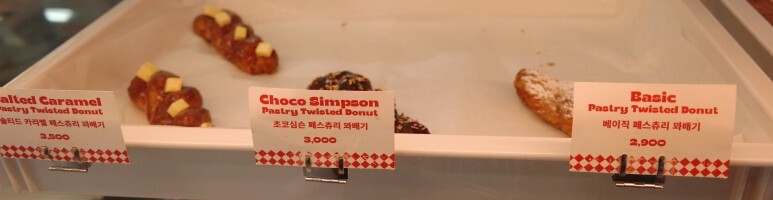 alted Caramel
Pastry Twisted Donut
솔티드 카라멜 페스츄리 꽈배기
3,500
Choco Simpson
Pastry Twisted Donut
초코심슨 페스츄리 꽈배기
3,000
Basic
Pastry Twisted Donut
베이직 페스츄리 꽈배기
2,900